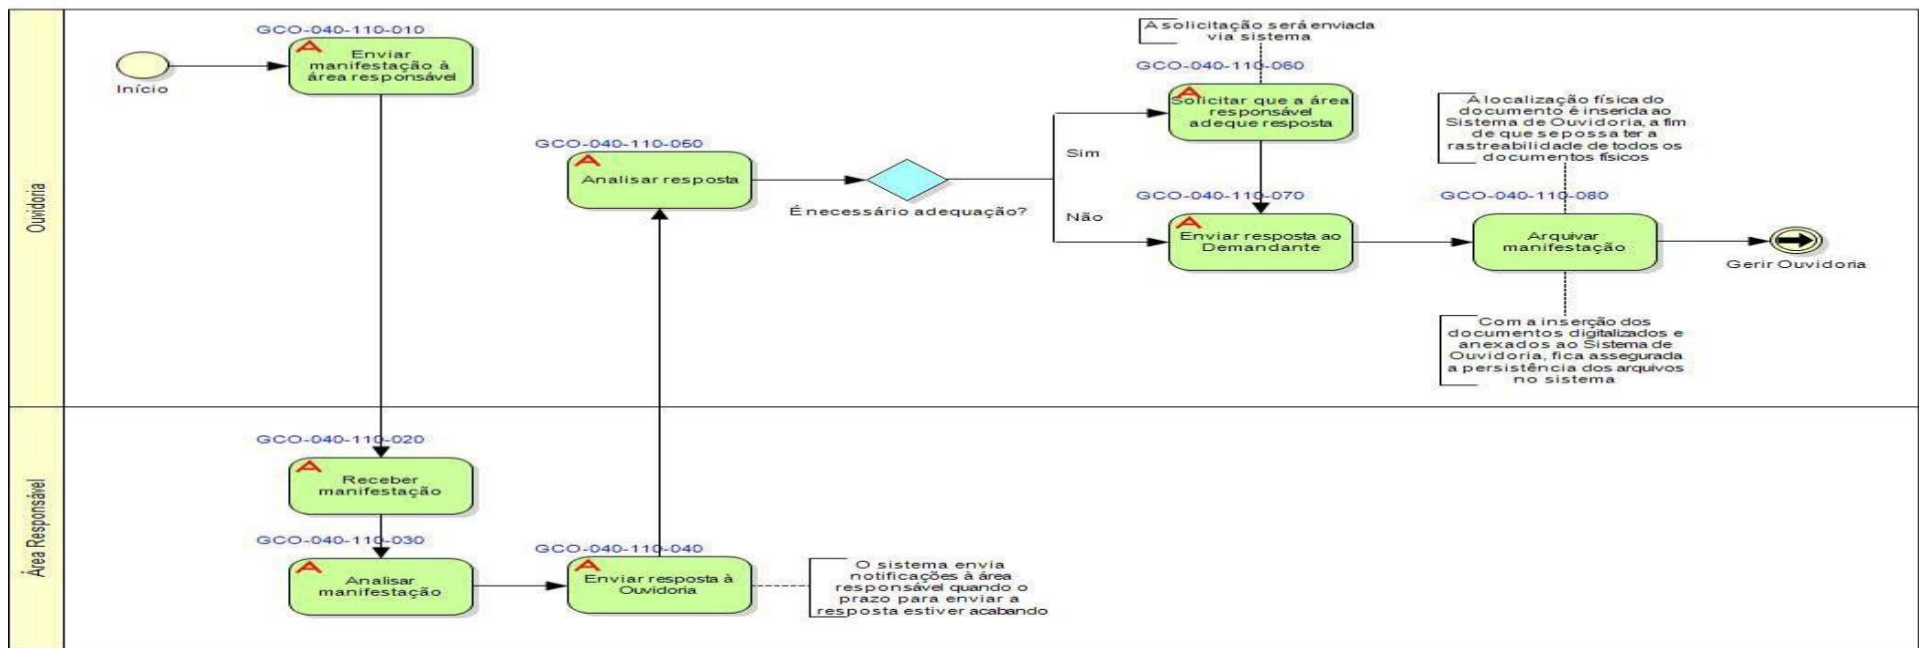 Ouvidoria
GCO-040-110-010
Enviar
manifestação à
área responsável
Início
GCO-040-110-050
Analisar resposta
É necessário adequação?
Sim
Não
A solicitação será enviada
via sistema
GCO-040-110-060
Solicitar que a área
responsável
adeque resposta
GCO-040-110-070
Enviar resposta ao
Demandante
A localização física do
documento é inserida ao
Sistema de Ouvidoria, a fim
de que se possa ter a
rastreabilidade de todos os
documentos físicos
GCO-040-110-080
Arquivar
manifestação
Gerir Ouvidoria
Com a inserção dos
documentos digitalizados e
anexados ao Sistema de
Ouvidoria, fica assegurada
a persistência dos arquivos
no sistema
Área Responsável
GCO-040-110-020
Receber
manifestação
GCO-040-110-030
Analisar
manifestação
GCO-040-110-040
Enviar resposta à
Ouvidoria
O sistema envia
notificações à área
responsável quando o
prazo para enviar a
resposta estiver acabando